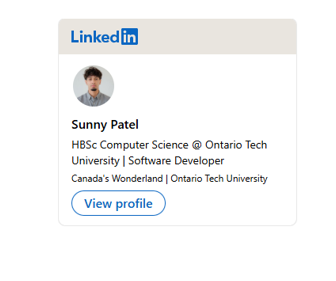 LinkedIn
Sunny Patel
HBSc Computer Science @ Ontario Tech
University | Software Developer
Canada's Wonderland | Ontario Tech University
View profile